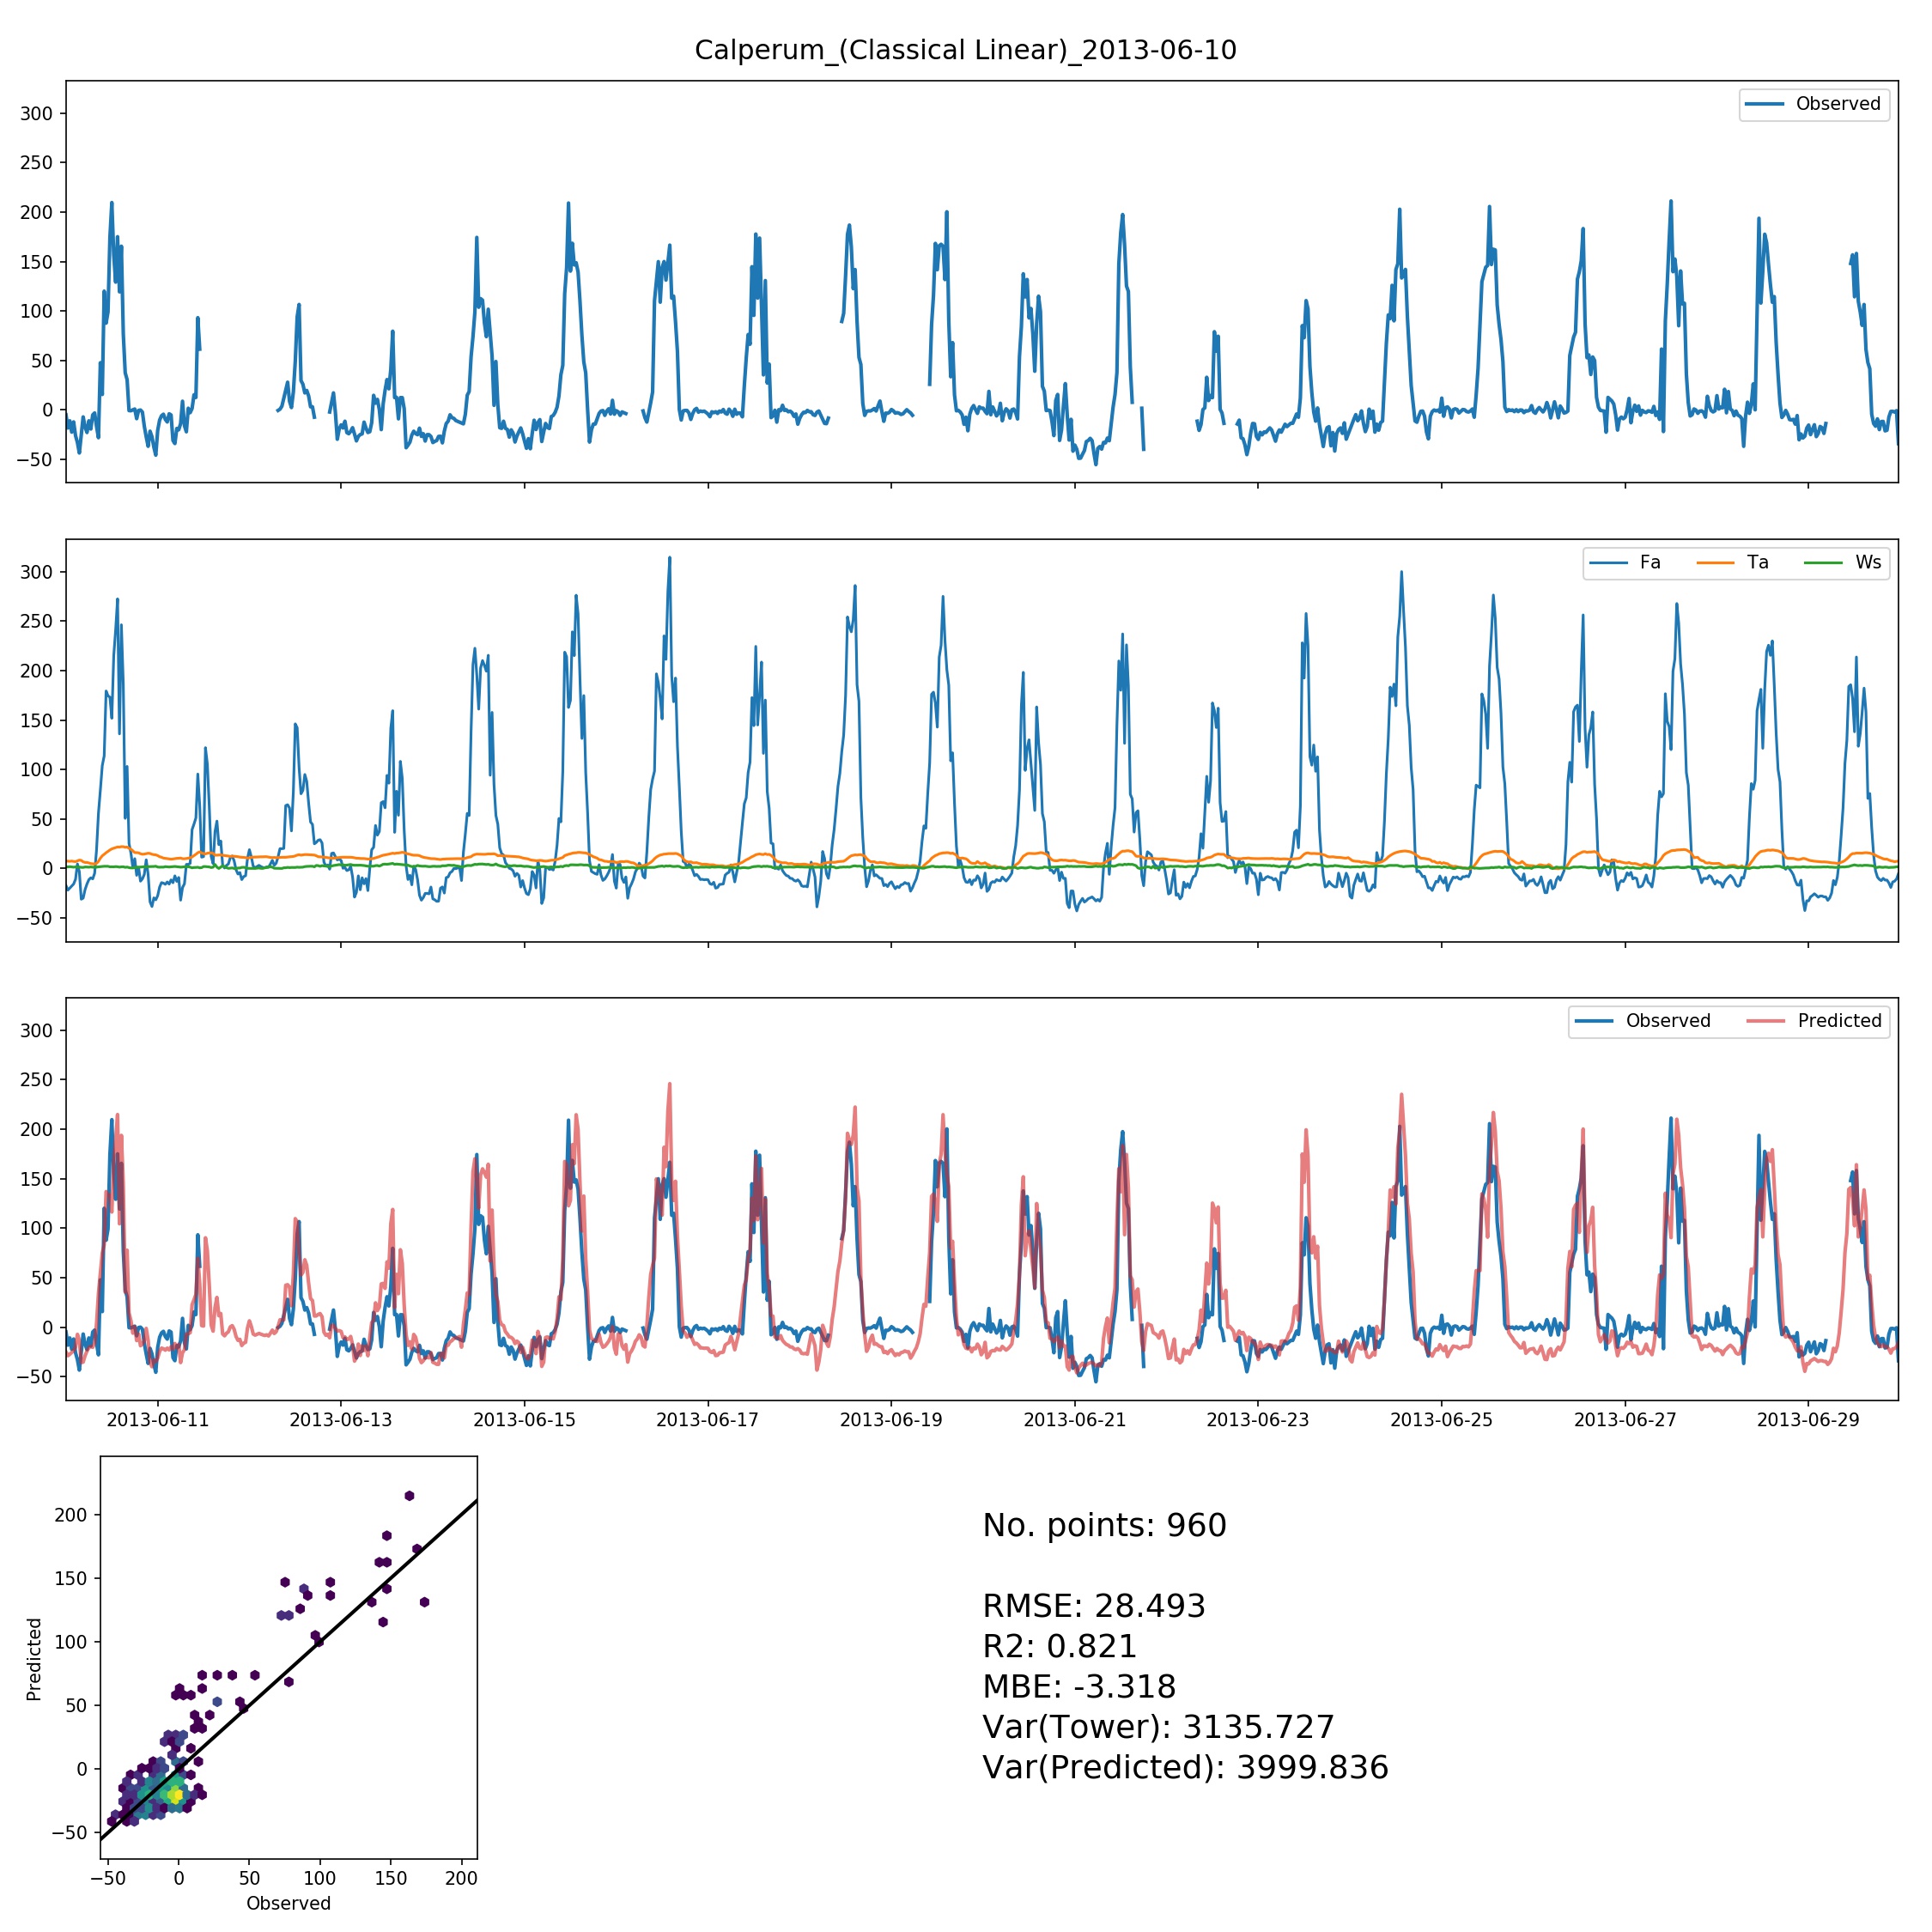 Calperum_(Classical Linear)_2013-06-10
300
250
200
150
100
50
0
−50
Observed
300
250
200
150
100
50
0
−50
Fa Ta Ws
300
250
200
150
100
50
0
−50
Observed Predicted
2013-06-11 2013-06-13 2013-06-15 2013-06-17 2013-06-19 2013-06-21 2013-06-23 2013-06-25 2013-06-27 2013-06-29
200
150
100
50
0
−50
Predicted
−50 0 50 100 150 200
Observed
No. points: 960
RMSE: 28.493
R2: 0.821
MBE: -3.318
Var(Tower): 3135.727
Var(Predicted): 3999.836